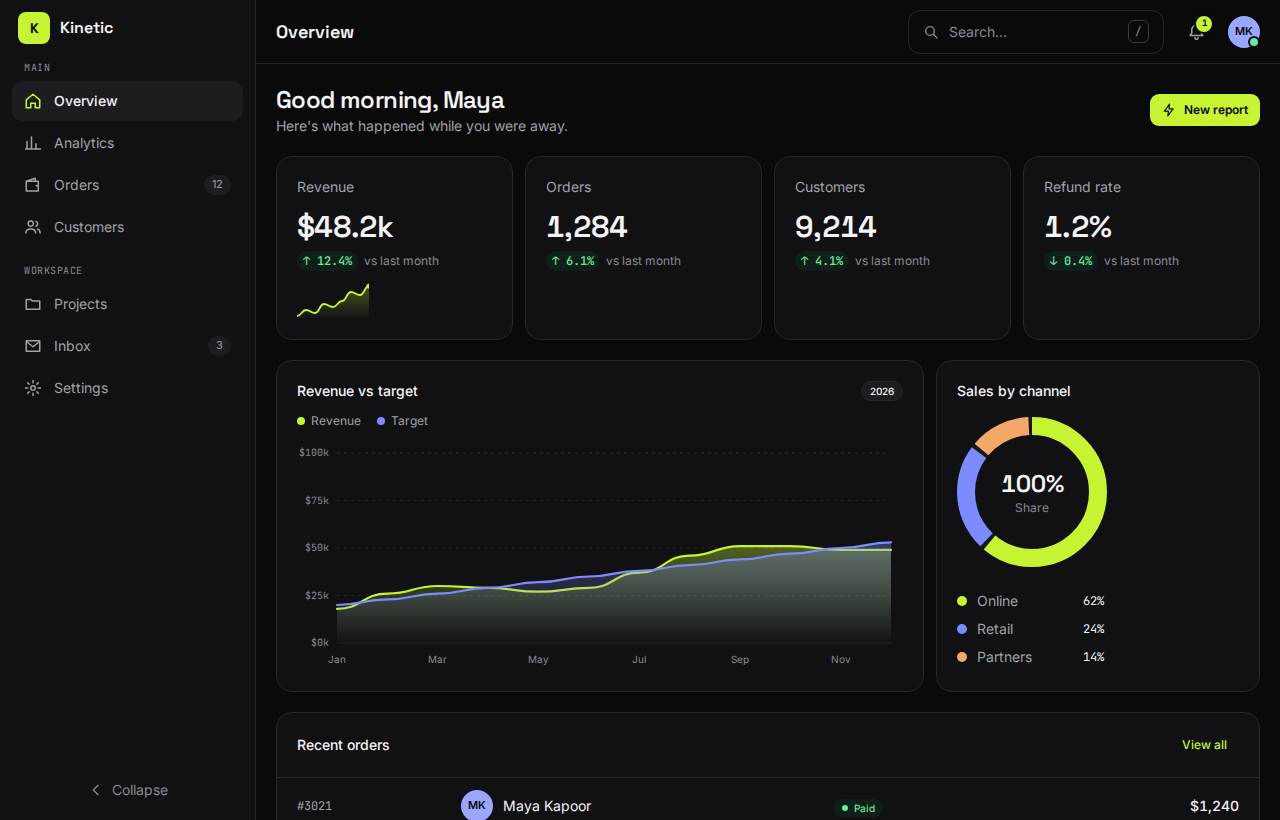 K Kinetic
MAIN
Overview
Analytics
Orders 12
Customers
WORKSPACE
Projects
Inbox 3
Settings
Collapse
Overview
Search... /
1
MK
Good morning, Maya
Here's what happened while you were away.
New report
Revenue
$48.2k
↑ 12.4% vs last month
Orders
1,284
↑ 6.1% vs last month
Customers
9,214
↑ 4.1% vs last month
Refund rate
1.2%
↓ 0.4% vs last month
Revenue vs target
2026
Revenue Target
$100k
$75k
$50k
$25k
$0k
Jan Mar May Jul Sep Nov
Sales by channel
100%
Share
Online 62%
Retail 24%
Partners 14%
Recent orders
View all
#3021 MK Maya Kapoor Paid $1,240